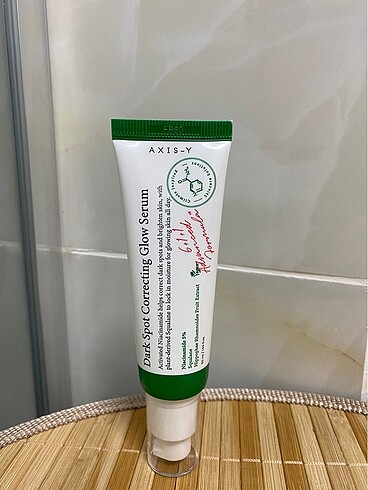 AXIS-Y
Dark Spot Correcting Glow Serum
Activated Niacinamide helps correct dark spots and brighten skin, with
plant-derived Squalane to lock in moisture for glowing skin all day.
6.1.1
Advanced
formula
Niacinamide 5%
Squalane
Hippophae Rhamnoides Fruit Extract